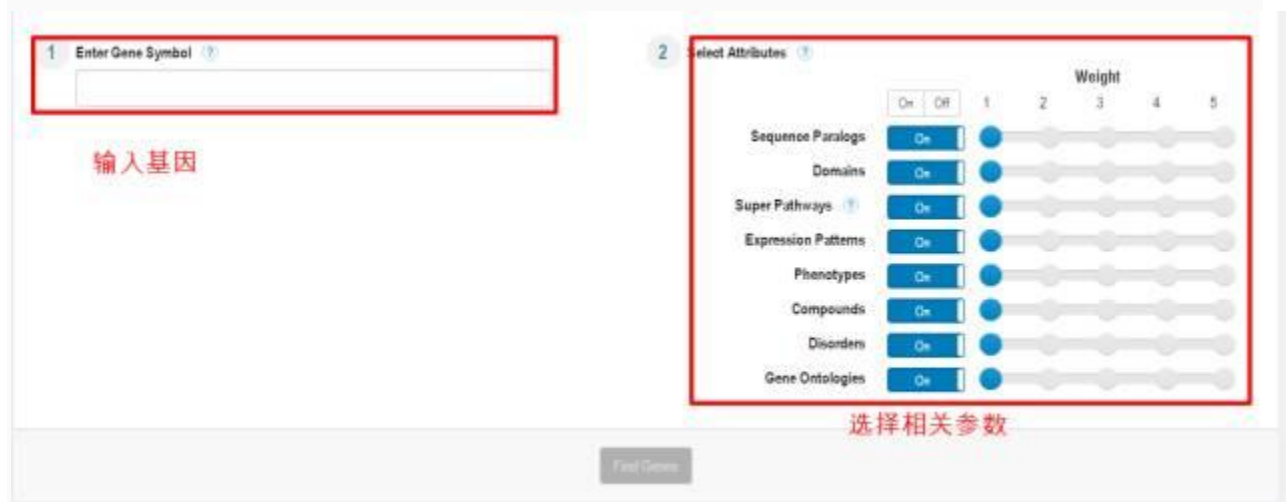 1 Enter Gene Symbol ?
输入基因
2 Select Attributes ?
Weight
On Off 1 2 3 4 5
Sequence Paralogs On
Domains On
Super Pathways ? On
Expression Patterns On
Phenotypes On
Compounds On
Disorders On
Gene Ontologies On
选择相关参数
Find Genes